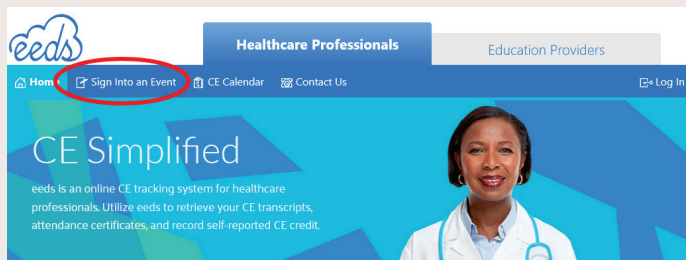 eeds
Healthcare Professionals
Education Providers
Home Sign Into an Event CE Calendar Contact Us Log In
CE Simplified
eeds is an online CE tracking system for healthcare
professionals. Utilize eeds to retrieve your CE transcripts,
attendance certificates, and record self-reported CE credit.